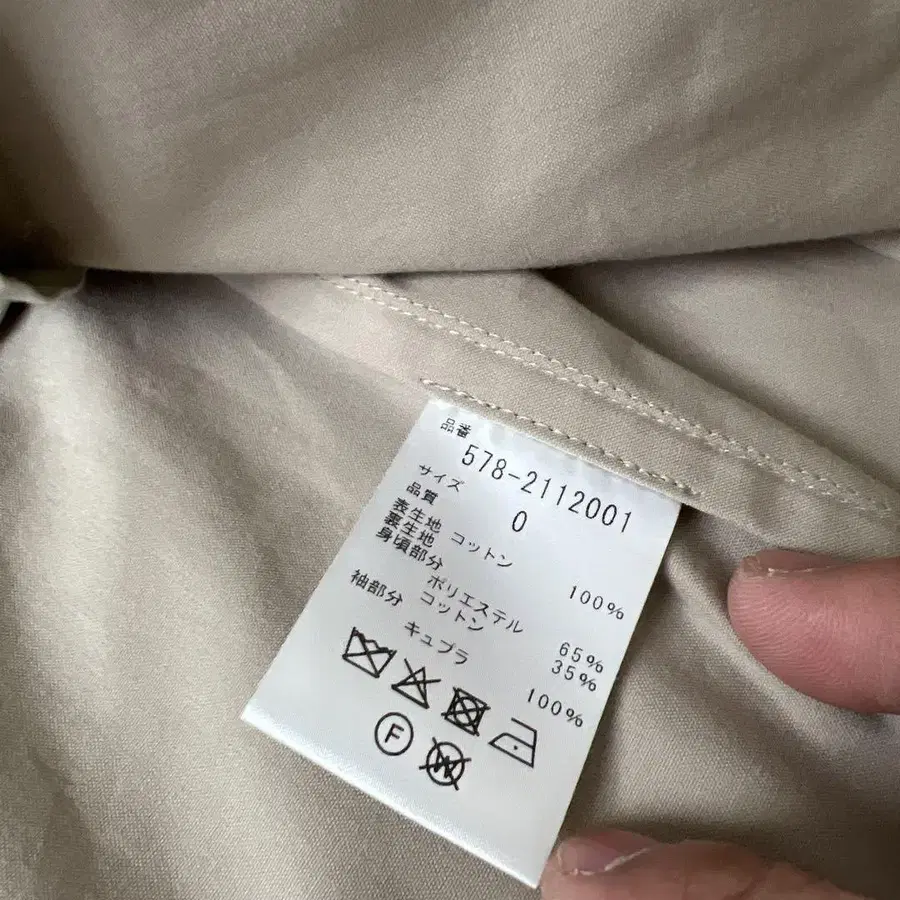 品番
578-2112001
サイズ
0
品質
表生地 コットン 100%
裏生地
身頃部分
ポリエステル 65%
コットン 35%
袖部分
キュプラ 100%
F
W